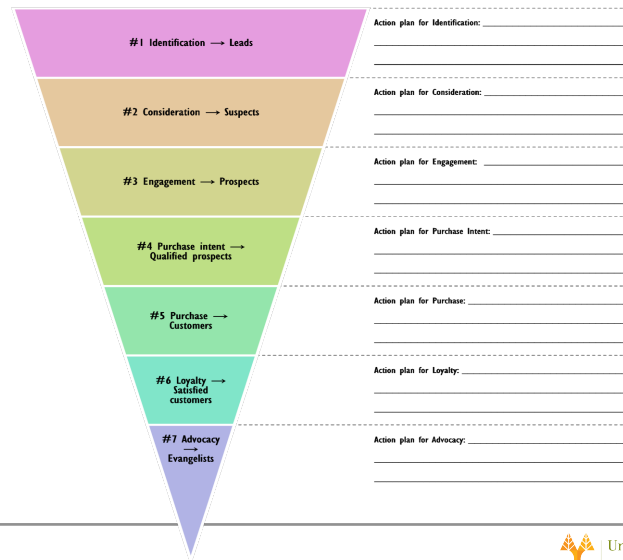 #1 Identification → Leads
Action plan for Identification:
#2 Consideration → Suspects
Action plan for Consideration:
#3 Engagement → Prospects
Action plan for Engagement:
#4 Purchase intent →
Qualified prospects
Action plan for Purchase Intent:
#5 Purchase →
Customers
Action plan for Purchase:
#6 Loyalty →
Satisfied
customers
Action plan for Loyalty:
#7 Advocacy
→
Evangelists
Action plan for Advocacy: